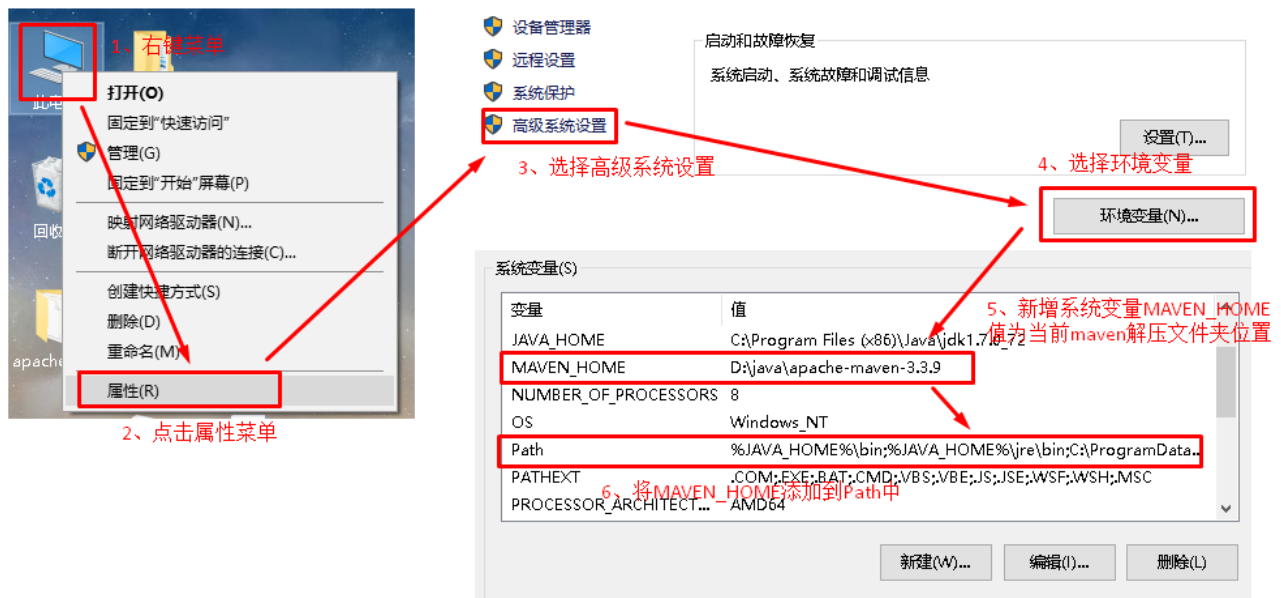 1、右键菜单
此电
打开(O)
固定到"快速访问"
管理(G)
固定到"开始"屏幕(P)
回收
映射网络驱动器(N)...
断开网络驱动器的连接(C)...
创建快捷方式(S)
删除(D)
重命名(M)
apache
属性(R)
2、点击属性菜单
设备管理器
远程设置
系统保护
高级系统设置
3、选择高级系统设置
启动和故障恢复
系统启动、系统故障和调试信息
设置(T)...
4、选择环境变量
环境变量(N)...
系统变量(S)
变量 值
5、新增系统变量MAVEN_HOME
值为当前maven解压文件夹位置
JAVA_HOME C:\Program Files (x86)\Java\jdk1.7.0_72
MAVEN_HOME D:\java\apache-maven-3.3.9
NUMBER_OF_PROCESSORS 8
OS Windows_NT
Path %JAVA_HOME%\bin;%JAVA_HOME%\jre\bin;C:\ProgramData...
PATHEXT .COM;.EXE;.BAT;.CMD;.VBS;.VBE;.JS;.JSE;.WSF;.WSH;.MSC
6、将MAVEN_HOME添加到Path中
PROCESSOR_ARCHITECT... AMD64
新建(W)...
编辑(I)...
删除(L)